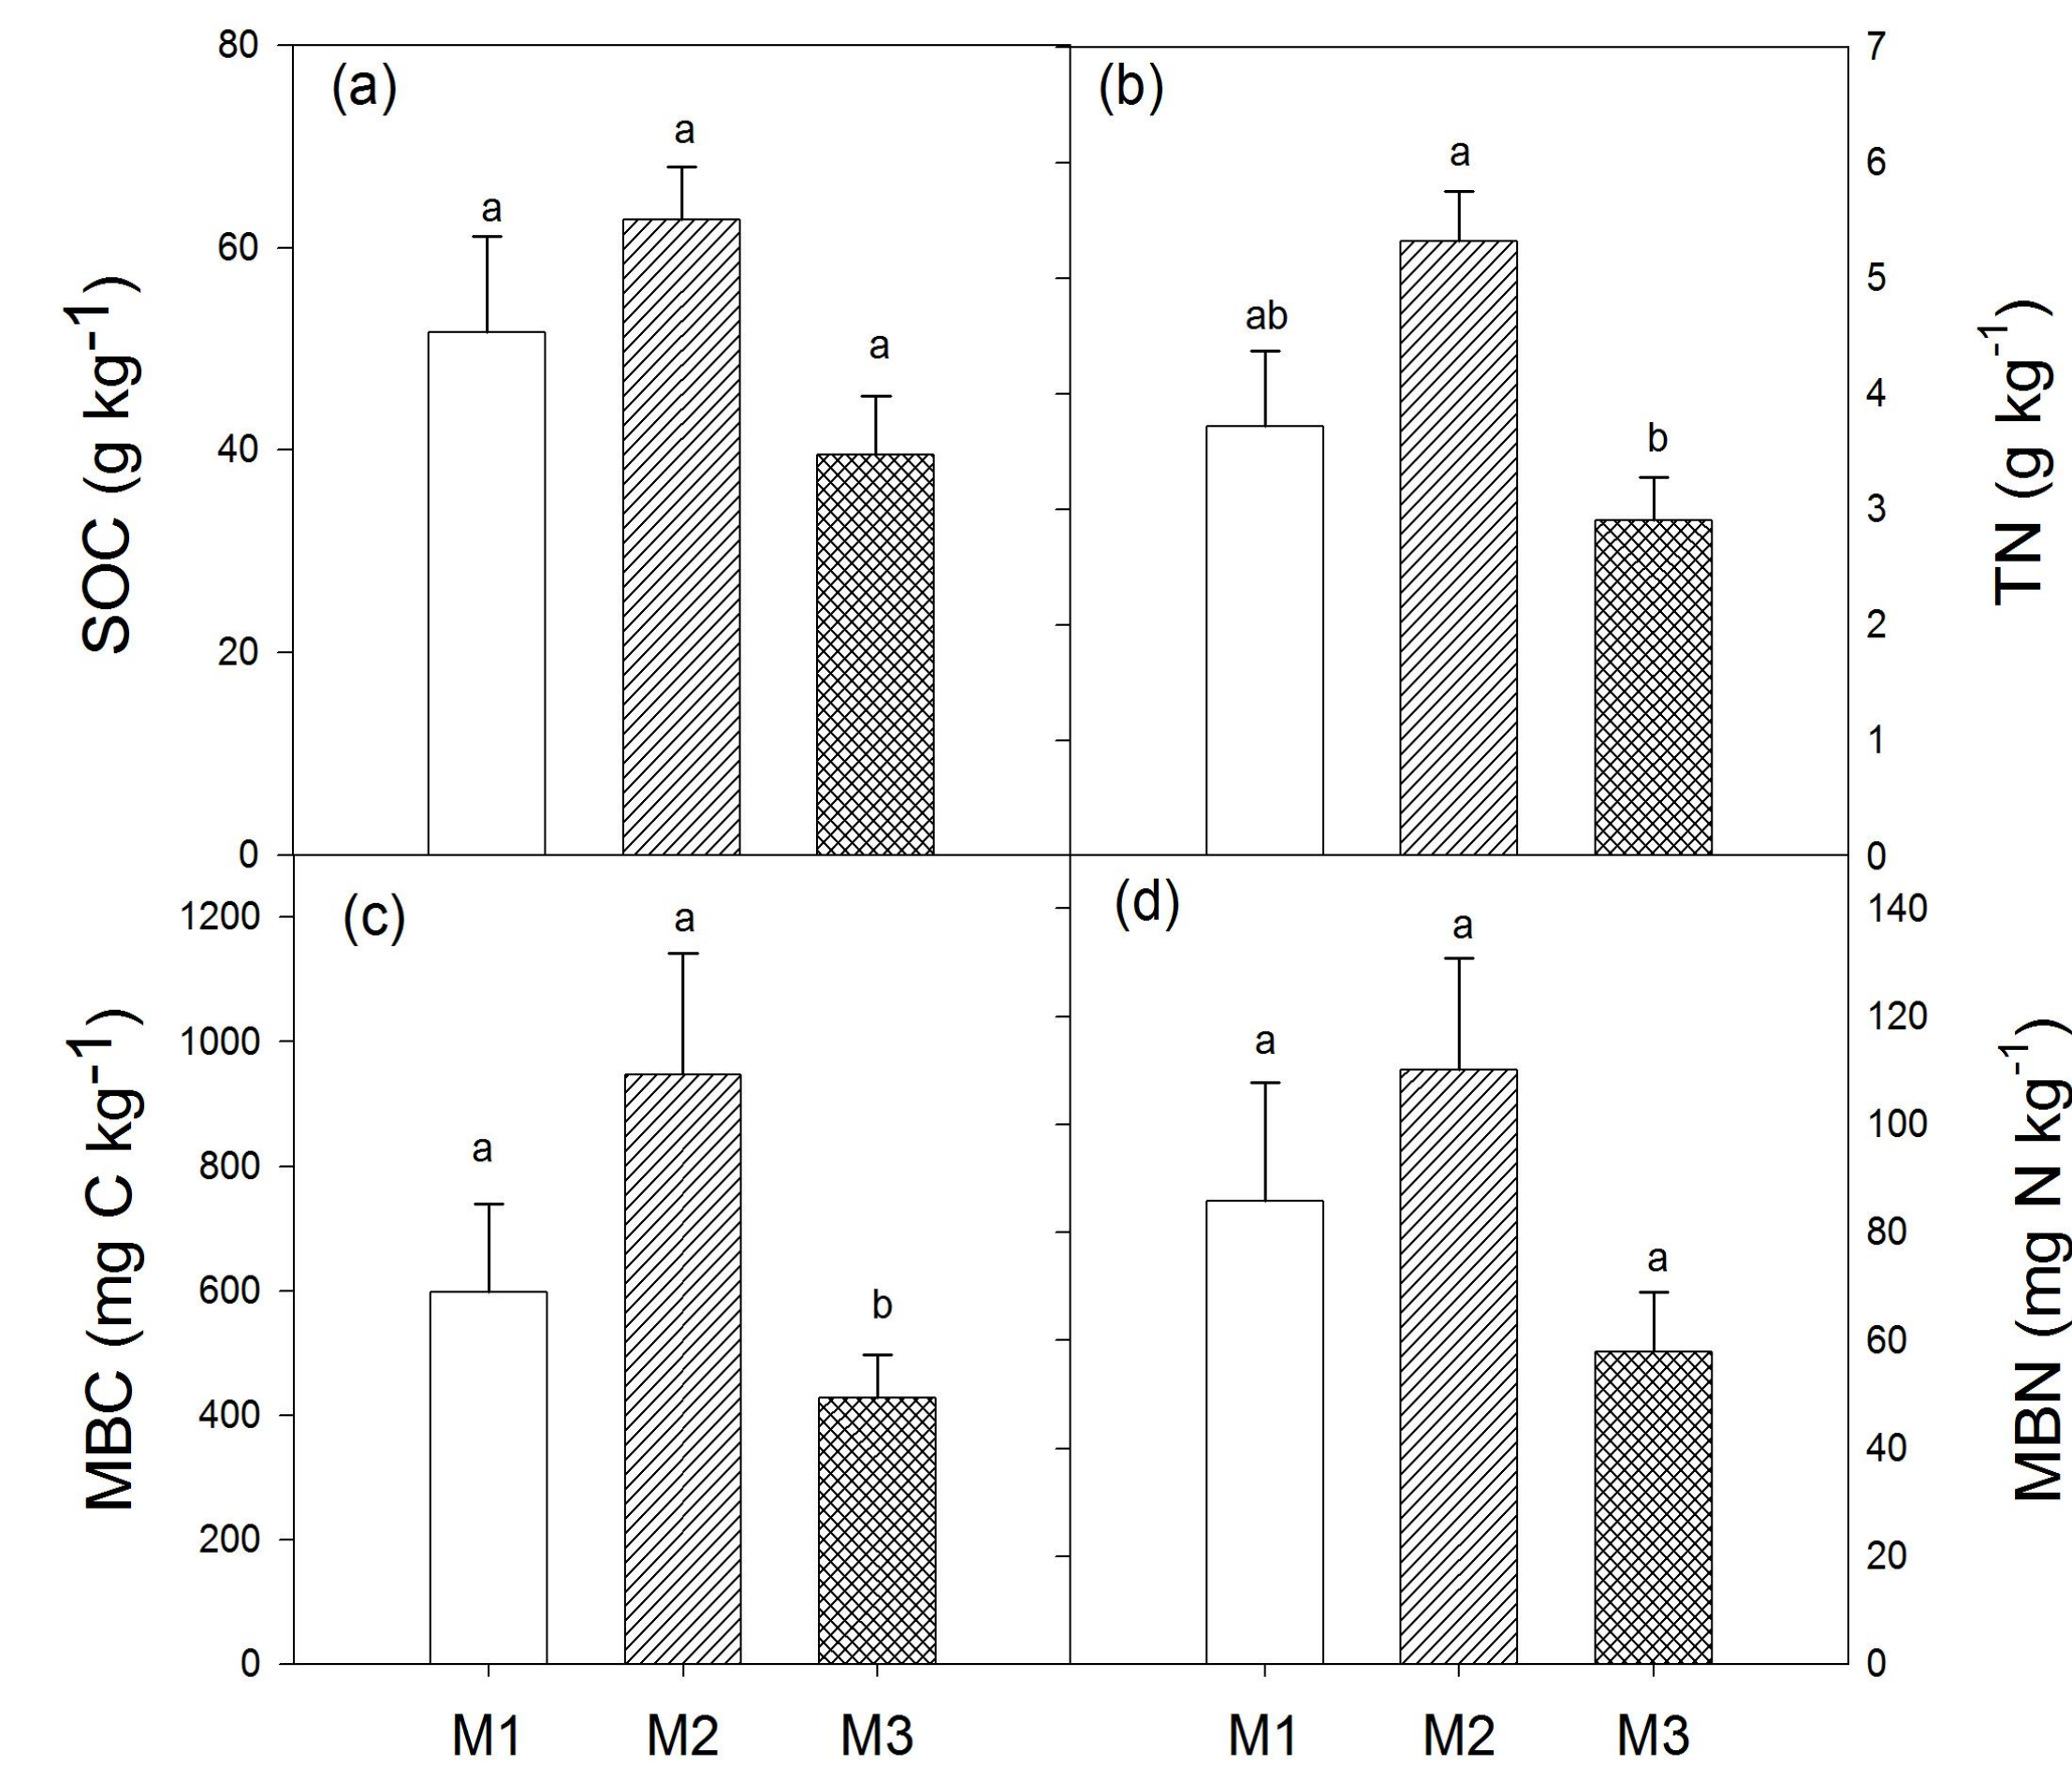 (a)
80
60
40
20
0
SOC (g kg⁻¹)
a
a
a
(b)
7
6
5
4
3
2
1
0
TN (g kg⁻¹)
ab
a
b
(c)
1200
1000
800
600
400
200
0
MBC (mg C kg⁻¹)
a
a
b
M1 M2 M3
(d)
140
120
100
80
60
40
20
0
MBN (mg N kg⁻¹)
a
a
a
M1 M2 M3